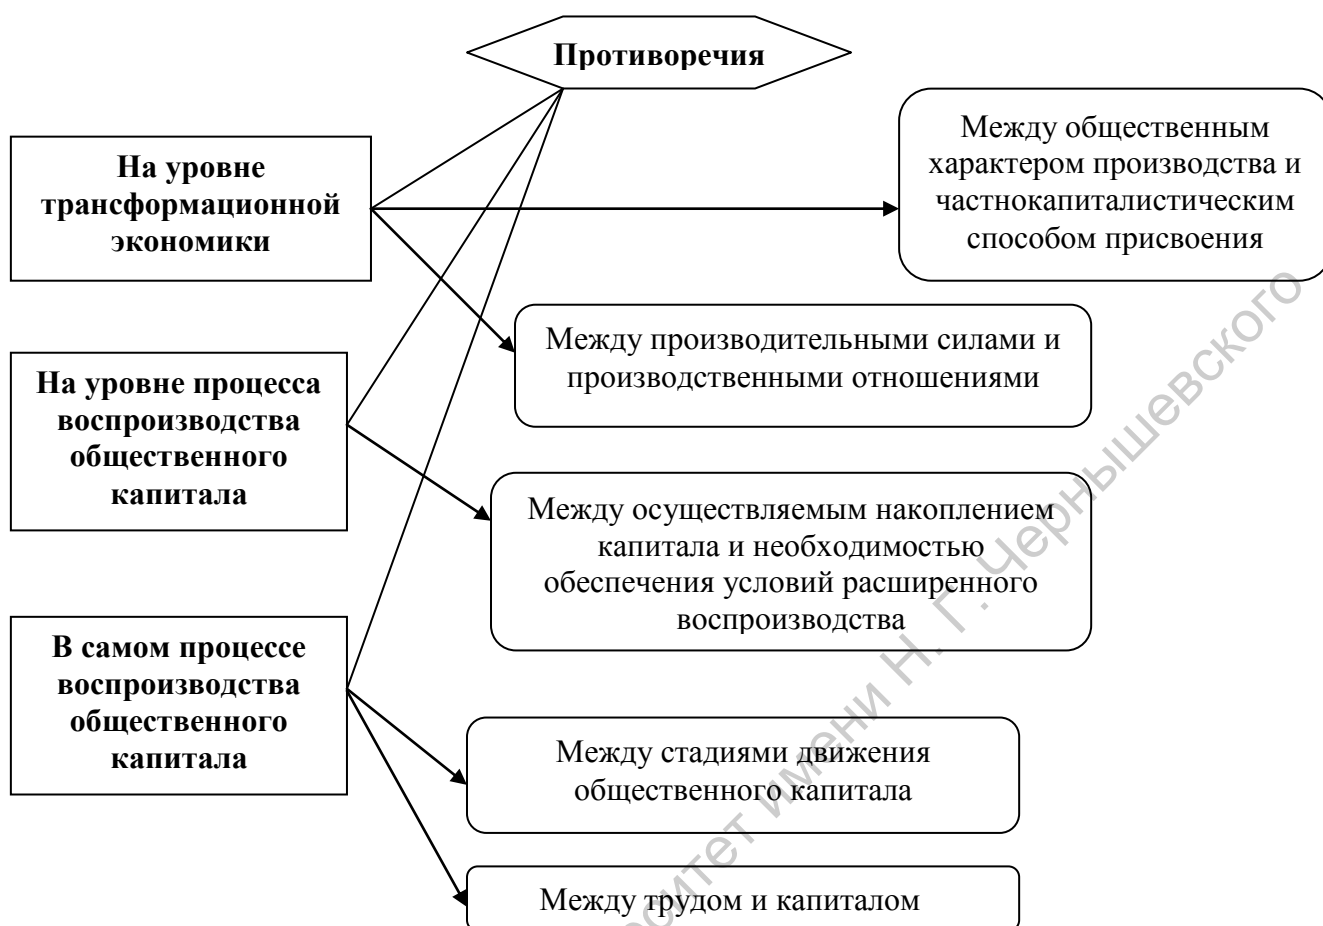 Противоречия
На уровне
трансформационной
экономики
Между общественным
характером производства и
частнокапиталистическим
способом присвоения
Между производительными силами и
производственными отношениями
На уровне процесса
воспроизводства
общественного
капитала
Между осуществляемым накоплением
капитала и необходимостью
обеспечения условий расширенного
воспроизводства
В самом процессе
воспроизводства
общественного
капитала
Между стадиями движения
общественного капитала
Между трудом и капиталом
имени Н. Г. Чернышевского